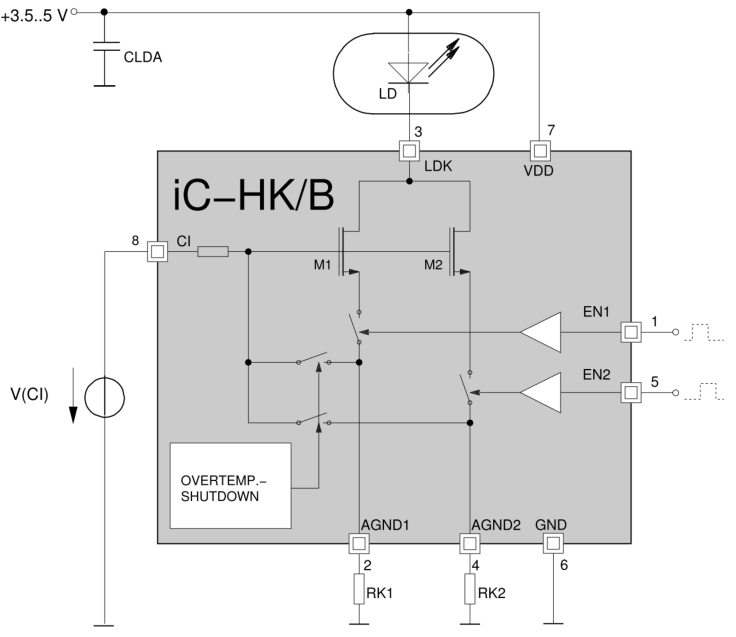 +3.5..5 V
CLDA
LD
3
7
LDK
VDD
iC–HK/B
8
CI
M1
M2
EN1
1
EN2
5
V(CI)
OVERTEMP.–
SHUTDOWN
AGND1
AGND2
GND
2
4
6
RK1
RK2